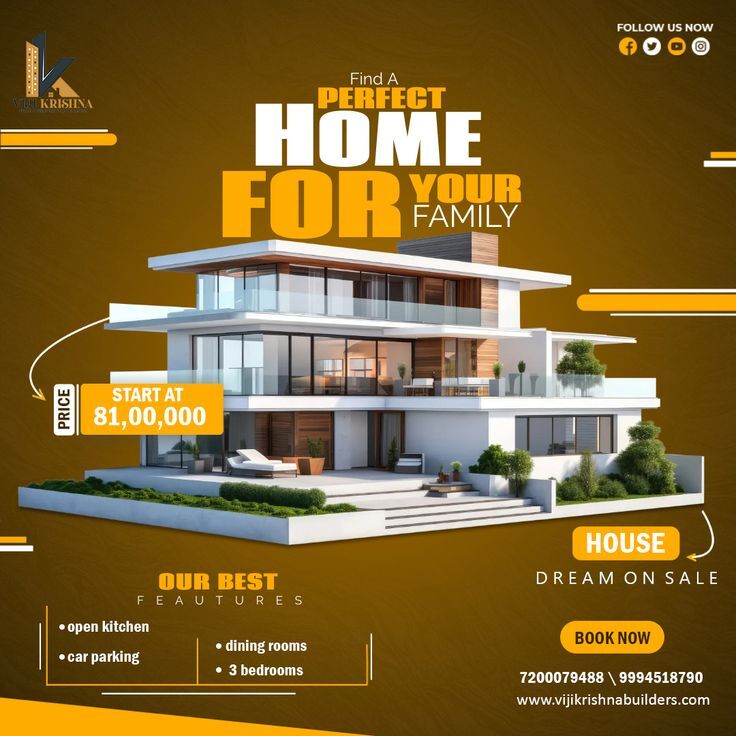 FOLLOW US NOW
VIJI KRISHNA
Find A
PERFECT
HOME
FOR YOUR
FAMILY
PRICE
START AT
81,00,000
HOUSE
DREAM ON SALE
OUR BEST
FEAUTURES
• open kitchen
• car parking
• dining rooms
• 3 bedrooms
BOOK NOW
7200079488 \ 9994518790
www.vijikrishnabuilders.com